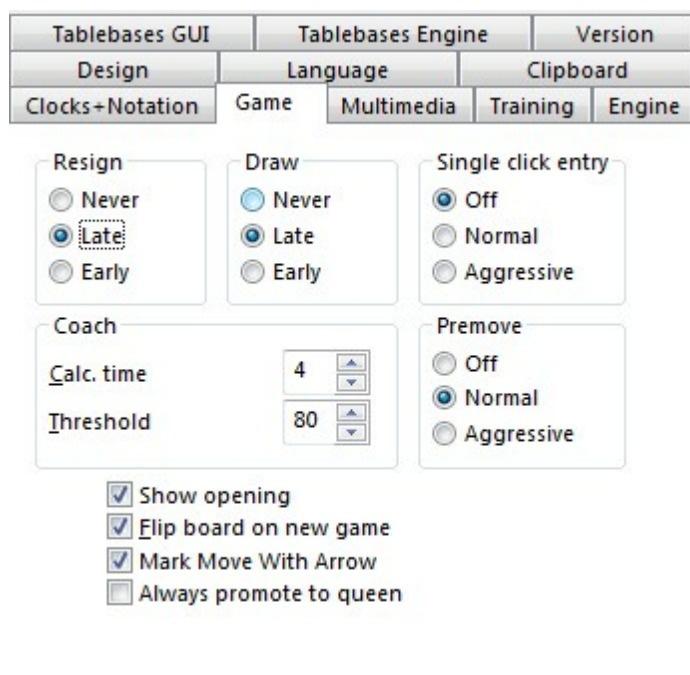 Tablebases GUI Tablebases Engine Version
Design Language Clipboard
Clocks+Notation Game Multimedia Training Engine
Resign Draw Single click entry
Never Never Off
Late Late Normal
Early Early Aggressive
Coach Premove
Calc. time 4 Off
Normal
Threshold 80 Aggressive
Show opening
Flip board on new game
Mark Move With Arrow
Always promote to queen